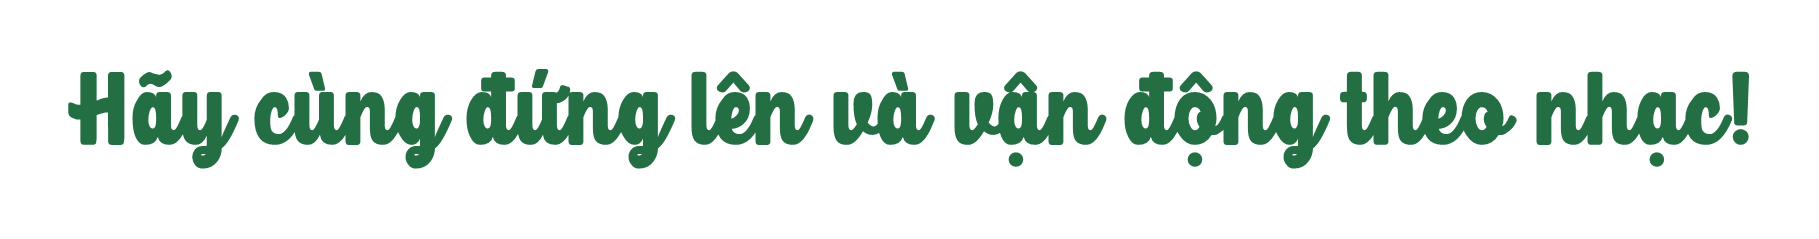 Hãy cùng đứng lên và vận động theo nhạc!